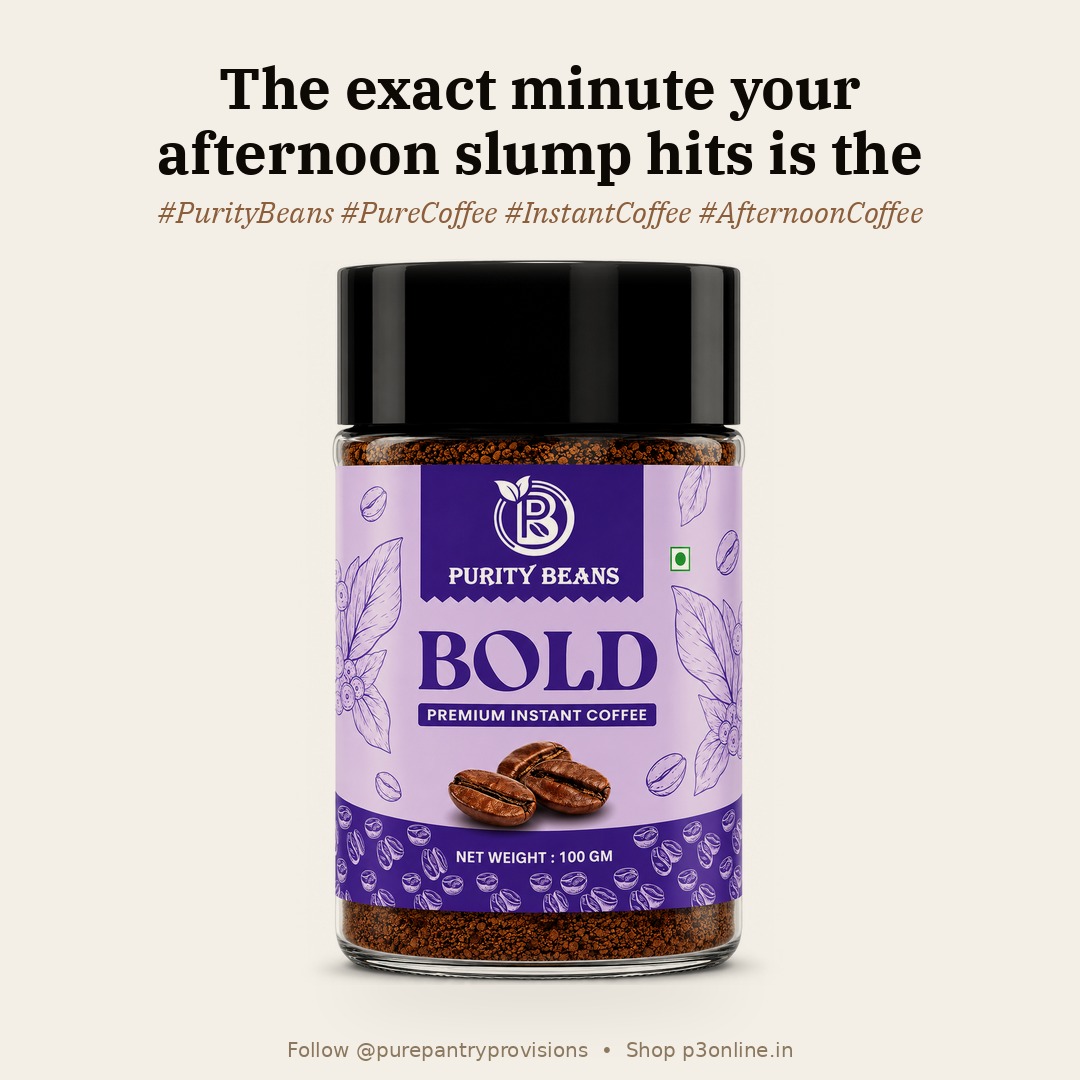 The exact minute your
afternoon slump hits is the
#PurityBeans #PureCoffee #InstantCoffee #AfternoonCoffee
PURITY BEANS
BOLD
PREMIUM INSTANT COFFEE
NET WEIGHT : 100 GM
Follow @purepantryprovisions • Shop p3online.in